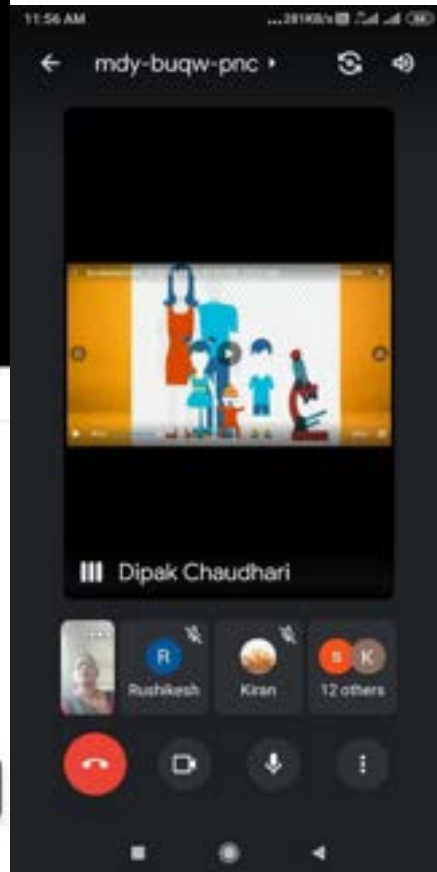 11:56 AM
mdy-buqw-pnc
Dipak Chaudhari
R
S K
Rushikesh
Kiran
12 others